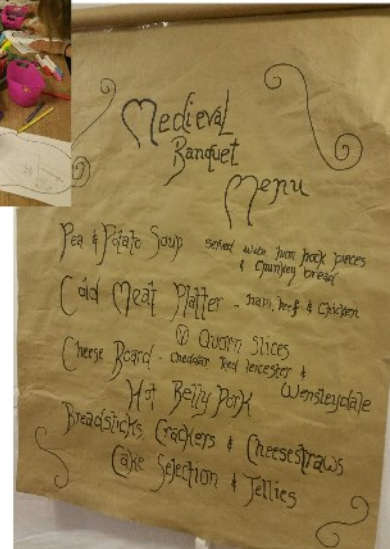 Medieval
Banquet
Menu
Pea & Potato Soup served with ham hock pieces
& chunkey bread
Cold Meat Platter - ham, beef & Chicken
Ⓥ Quorn Slices
Cheese Board - cheddar, red leicester &
Wensleydale
Hot Belly Pork
Breadsticks, Crackers & Cheesestraws
Cake Selection & Jellies